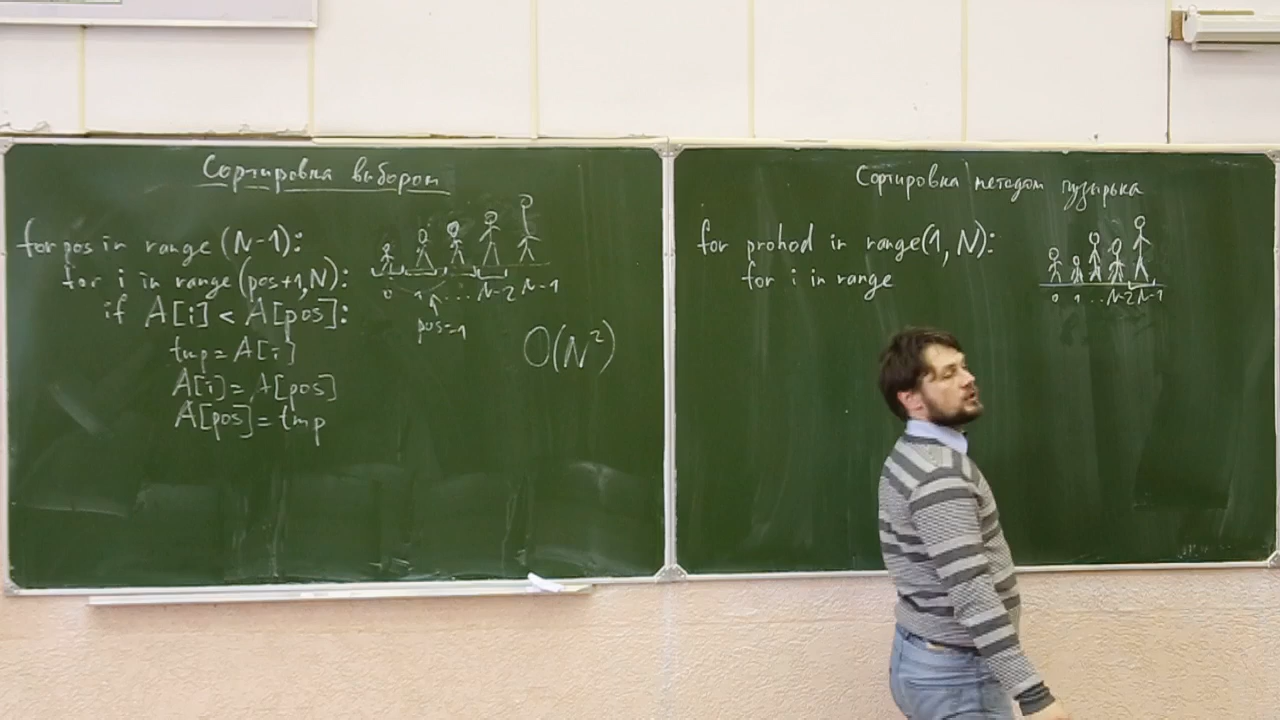 Сортировка выбором
for pos in range (N-1):
for i in range (pos+1,N):
if A[i] < A[pos]:
tmp = A[i]
A[i] = A[pos]
A[pos] = tmp
0 1 ... N-2 N-1
pos=1
O(N²)
Сортировка методом пузырька
for prohod in range(1, N):
for i in range
0 1 .. N-2 N-1